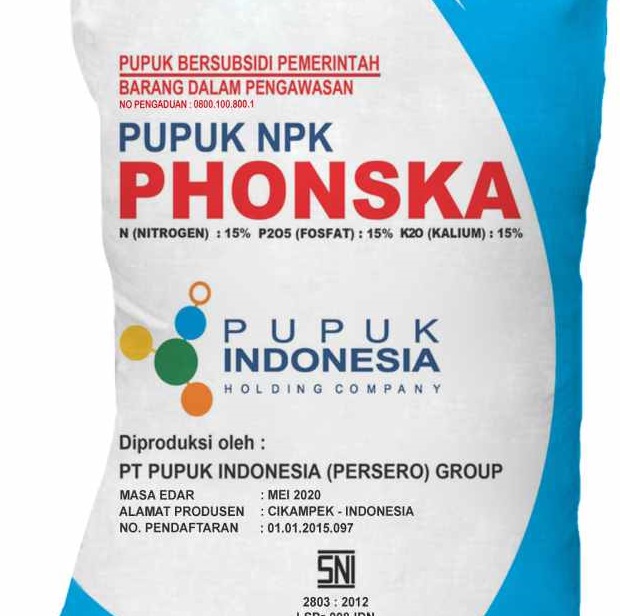 PUPUK BERSUBSIDI PEMERINTAH
BARANG DALAM PENGAWASAN
NO PENGADUAN : 0800.100.800.1
PUPUK NPK
PHONSKA
N (NITROGEN) : 15% P2O5 (FOSFAT) : 15% K2O (KALIUM) : 15%
PUPUK
INDONESIA
HOLDING COMPANY
Diproduksi oleh :
PT PUPUK INDONESIA (PERSERO) GROUP
MASA EDAR : MEI 2020
ALAMAT PRODUSEN : CIKAMPEK - INDONESIA
NO. PENDAFTARAN : 01.01.2015.097
SNI
2803 : 2012